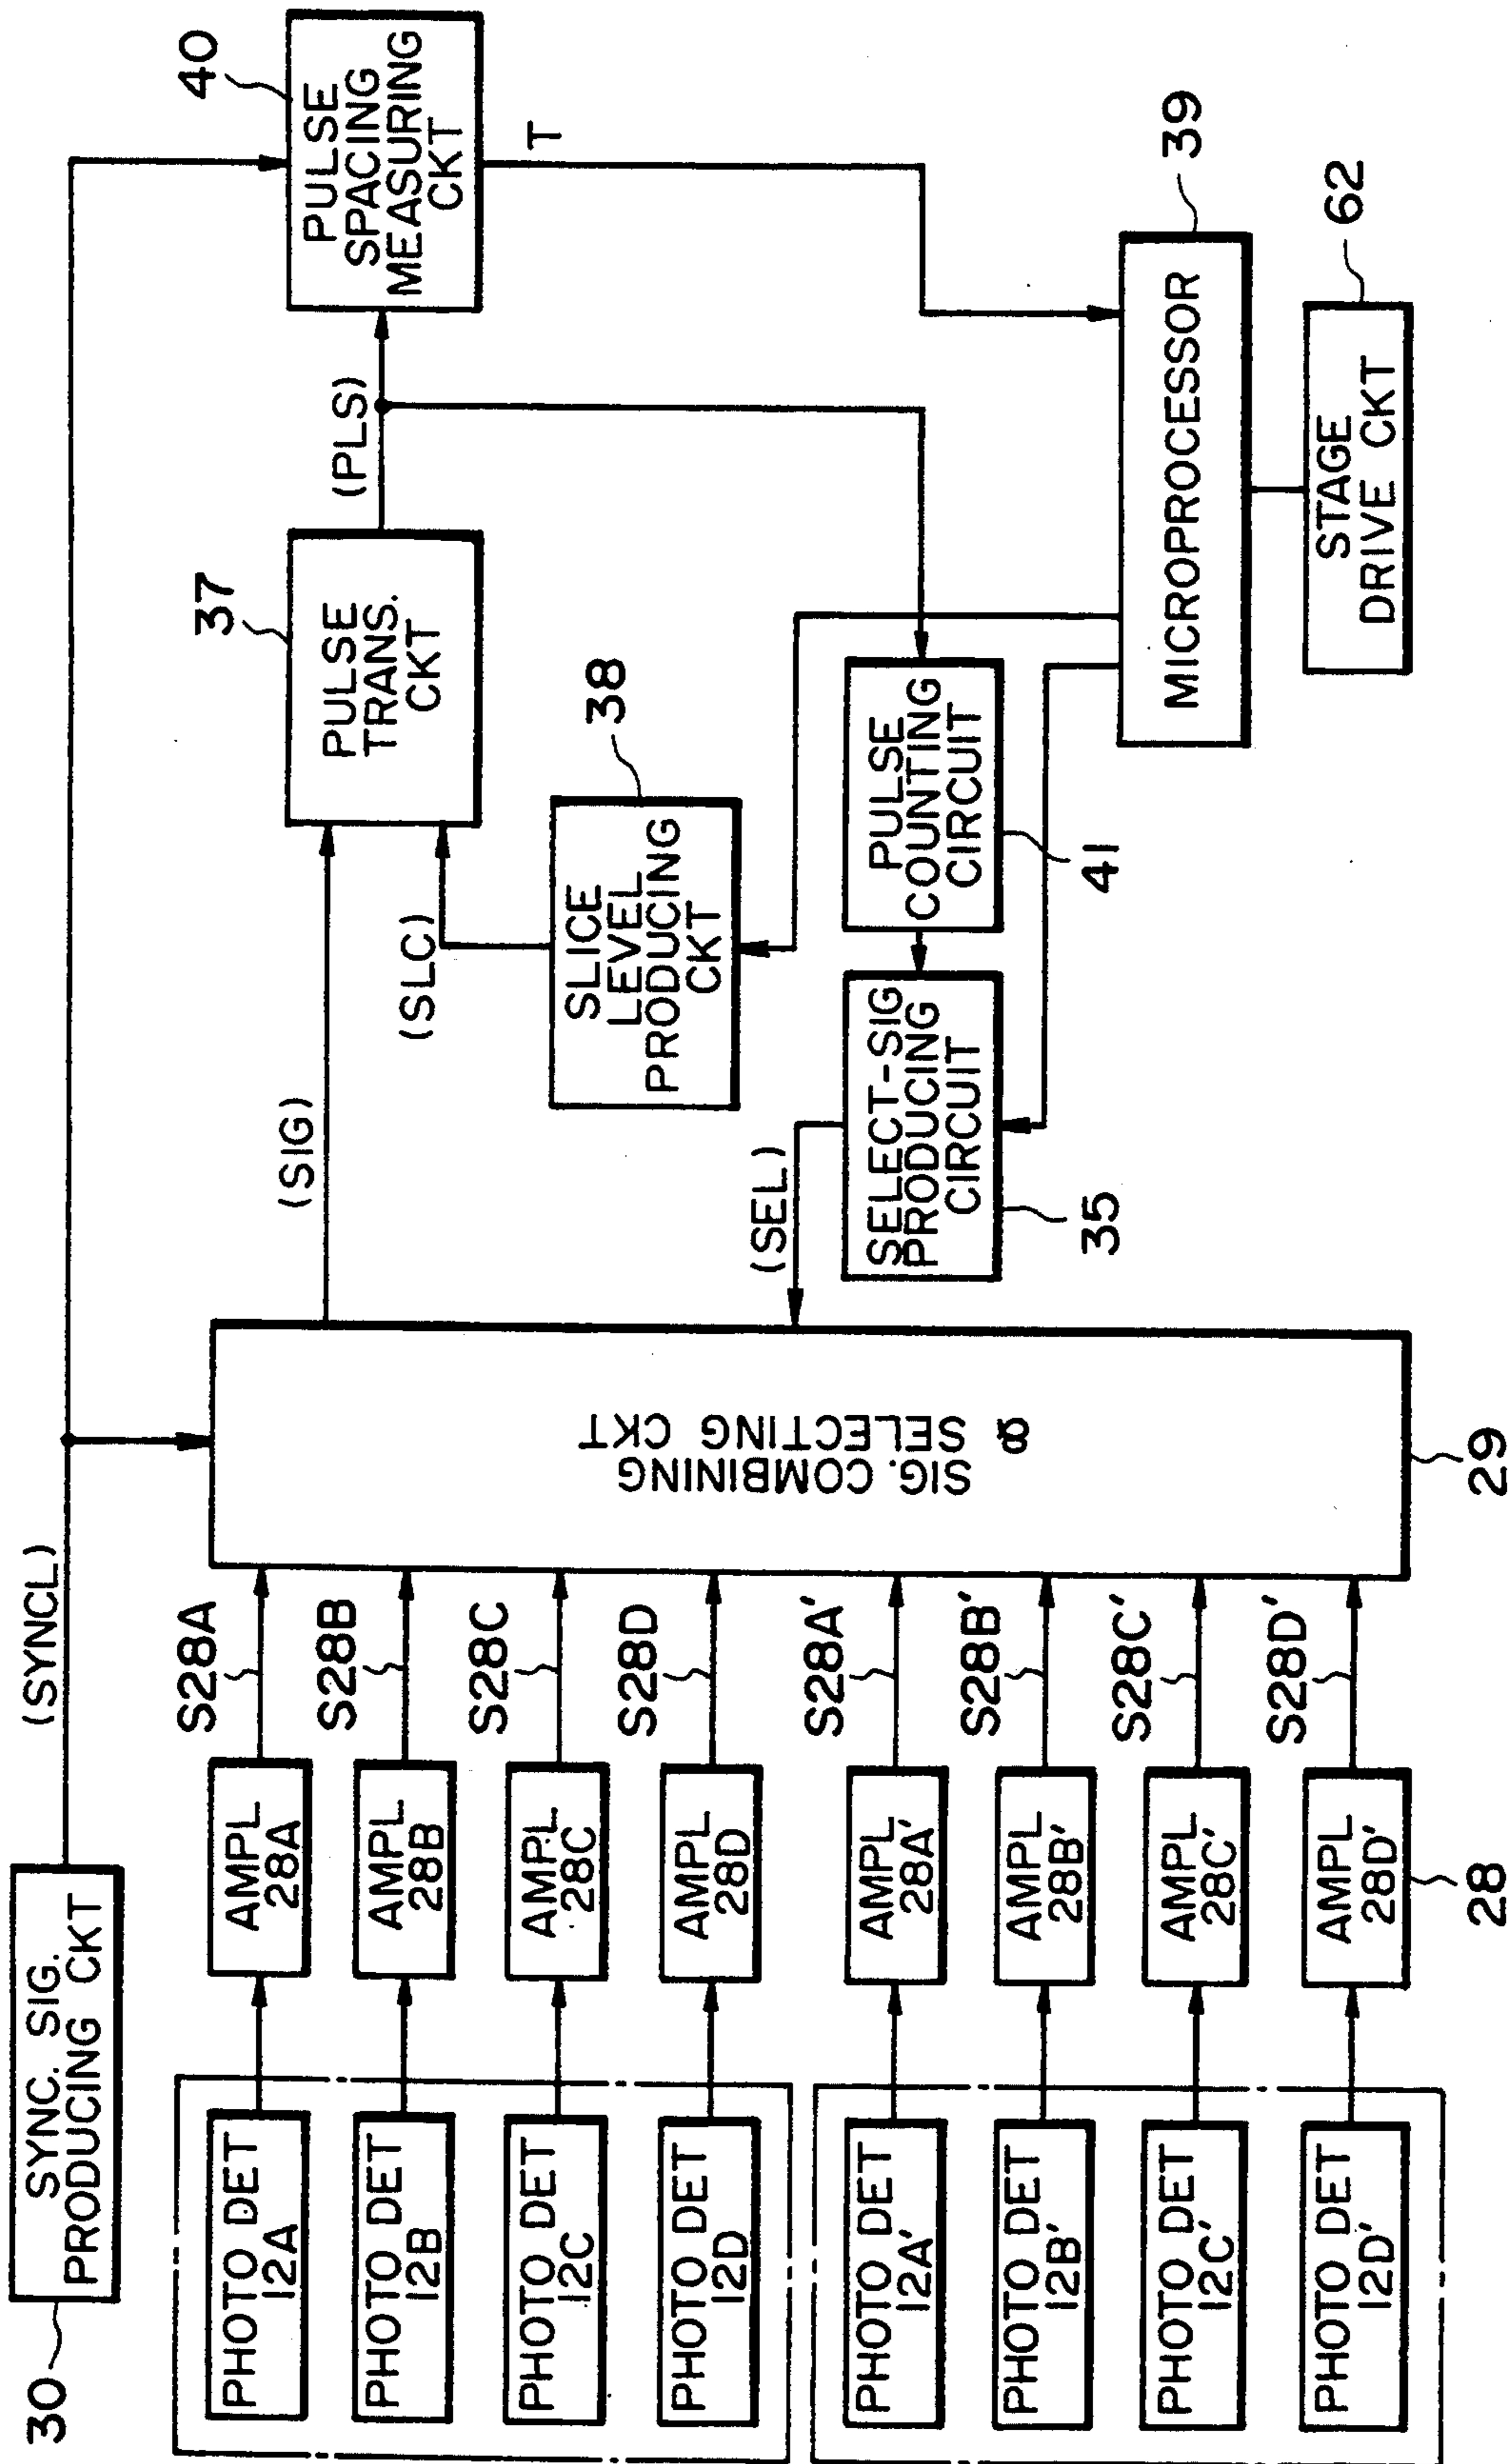 30
SYNC. SIG.
PRODUCING CKT
(SYNCL)
PHOTO DET
12A
AMPL
28A
S28A
PHOTO DET
12B
AMPL
28B
S28B
PHOTO DET
12C
AMPL
28C
S28C
PHOTO DET
12D
AMPL
28D
S28D
PHOTO DET
12A'
AMPL
28A'
S28A'
PHOTO DET
12B'
AMPL
28B'
S28B'
PHOTO DET
12C'
AMPL
28C'
S28C'
PHOTO DET
12D'
AMPL
28D'
S28D'
28
SIG. COMBINING
& SELECTING CKT
29
(SIG)
37
PULSE
TRANS.
CKT
(PLS)
40
PULSE
SPACING
MEASURING
CKT
T
(SLC)
38
SLICE
LEVEL
PRODUCING
CKT
(SEL)
SELECT-SIG
PRODUCING
CIRCUIT
35
PULSE
COUNTING
CIRCUIT
41
39
MICROPROCESSOR
62
STAGE
DRIVE CKT